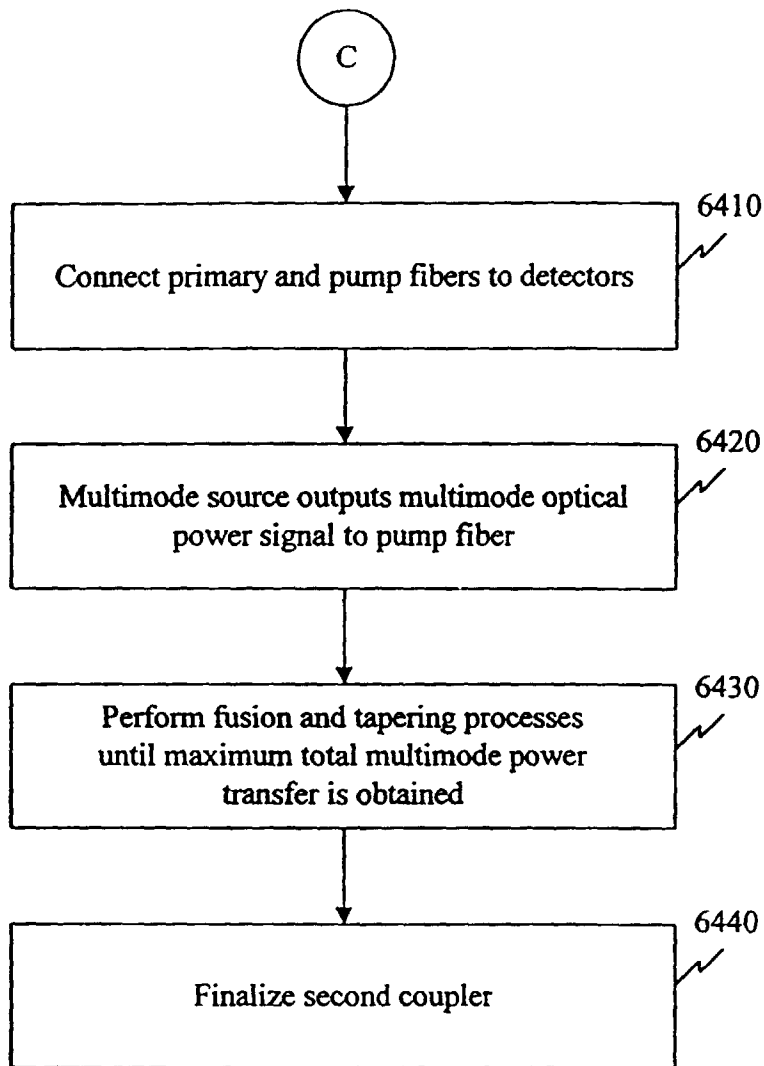 C
6410
Connect primary and pump fibers to detectors
6420
Multimode source outputs multimode optical
power signal to pump fiber
6430
Perform fusion and tapering processes
until maximum total multimode power
transfer is obtained
6440
Finalize second coupler